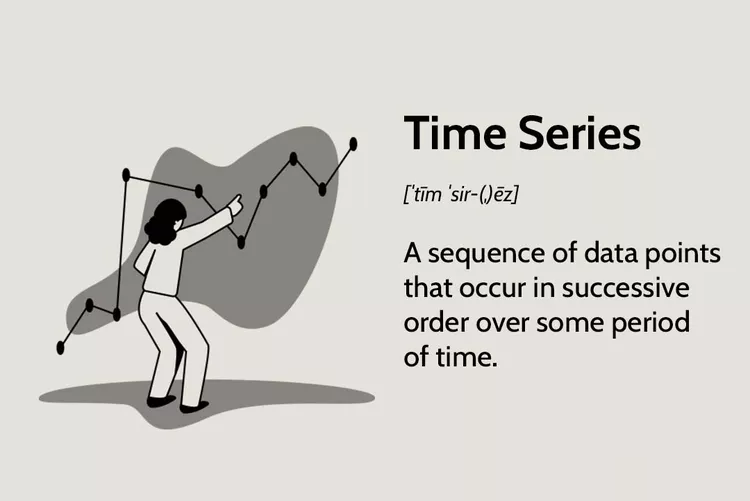 Time Series
[ˈtīm ˈsir-(ˌ)ēz]
A sequence of data points
that occur in successive
order over some period
of time.